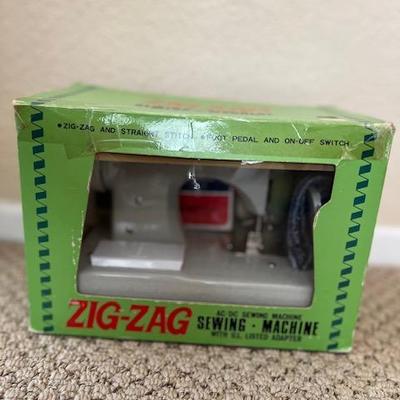 • ZIG-ZAG AND STRAIGHT STITCH • FOOT PEDAL AND ON-OFF SWITCH
ZIG-ZAG
AC-DC SEWING MACHINE
SEWING · MACHINE
WITH U.L. LISTED ADAPTER